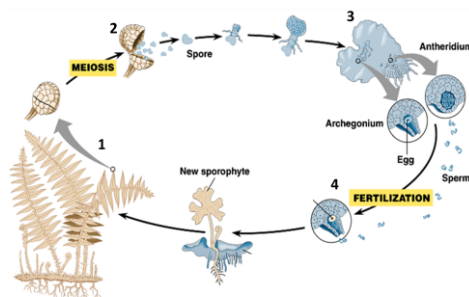 2
MEIOSIS
Spore
3
Antheridium
Archegonium
Egg
Sperm
1
New sporophyte
4
FERTILIZATION